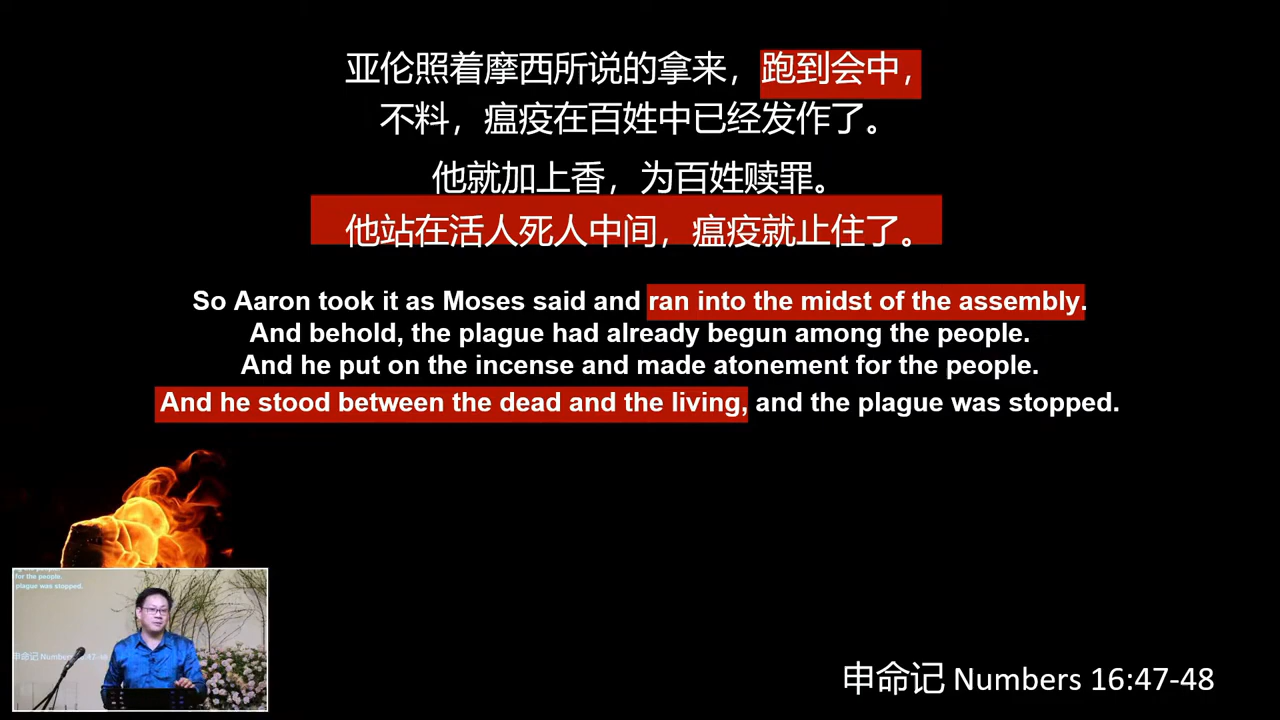 亚伦照着摩西所说的拿来，跑到会中，
不料，瘟疫在百姓中已经发作了。
他就加上香，为百姓赎罪。
他站在活人死人中间，瘟疫就止住了。
So Aaron took it as Moses said and ran into the midst of the assembly.
And behold, the plague had already begun among the people.
And he put on the incense and made atonement for the people.
And he stood between the dead and the living, and the plague was stopped.
for the people.
plague was stopped.
申命记 Numbers
申命记 Numbers 16:47-48